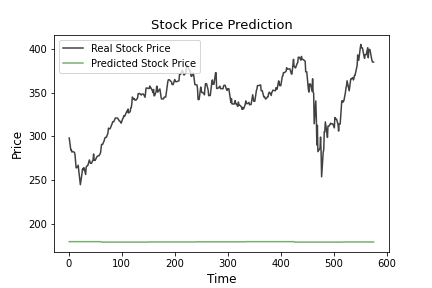 Stock Price Prediction
Real Stock Price
Predicted Stock Price
400
350
300
250
200
Price
0 100 200 300 400 500 600
Time